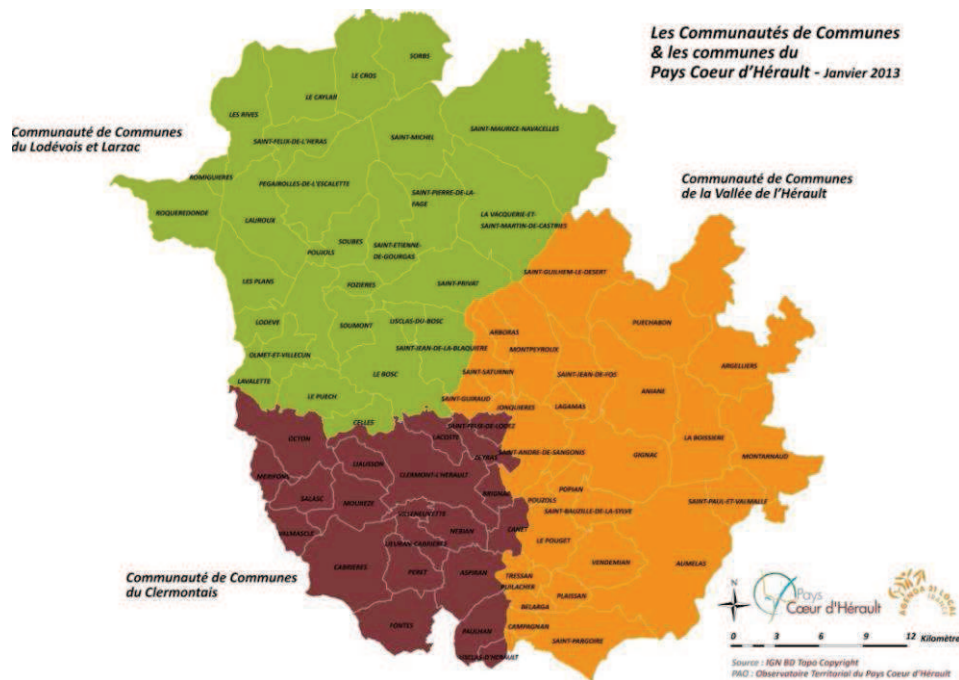 Les Communautés de Communes
& les communes du
Pays Coeur d'Hérault - Janvier 2013
Communauté de Communes
du Lodévois et Larzac
Communauté de Communes
de la Vallée de l'Hérault
Communauté de Communes
du Clermontais
SORBS
LE CROS
LE CAYLAR
LES RIVES
SAINT-MAURICE-NAVACELLES
SAINT-MICHEL
SAINT-FELIX-DE-L'HERAS
ROMIGUIERES
PEGAIROLLES-DE-L'ESCALETTE
SAINT-PIERRE-DE-LA-
FAGE
ROQUEREDONDE
LAUROUX
LA VACQUERIE-ET-
SAINT-MARTIN-DE-CASTRIES
SOUBES
POUJOLS
SAINT-ETIENNE-
DE-GOURGAS
LES PLANS
FOZIERES
SAINT-PRIVAT
LODEVE
SOUMONT
USCLAS-DU-BOSC
OLMET-ET-VILLECUN
SAINT-JEAN-DE-LA-BLAQUIERE
LAVALETTE
LE BOSC
LE PUECH
CELLES
SAINT-GUILHEM-LE-DESERT
PUECHABON
ARBORAS
MONTPEYROUX
ARGELLIERS
SAINT-SATURNIN
SAINT-JEAN-DE-FOS
ANIANE
SAINT-GUIRAUD
JONQUIERES
LAGAMAS
LA BOISSIERE
SAINT-ANDRE-DE-SANGONIS
GIGNAC
MONTARNAUD
POPIAN
POUZOLS
SAINT-PAUL-ET-VALMALLE
SAINT-BAUZILLE-DE-LA-SYLVE
LE POUGET
VENDEMIAN
AUMELAS
TRESSAN
PUILACHER
PLAISSAN
BELARGA
CAMPAGNAN
SAINT-PARGOIRE
SAINT-FELIX-DE-LODEZ
LACOSTE
OCTON
CEYRAS
LIAUSSON
CLERMONT-L'HERAULT
MERIFONS
SALASC
MOUREZE
BRIGNAC
VILLENEUVETTE
VALMASCLE
NEBIAN
CANET
LIEURAN-CABRIERES
CABRIERES
PERET
ASPIRAN
FONTES
PAULHAN
USCLAS-D'HERAULT
N
Pays
Cœur d'Hérault
0 3 6 9 12
Kilomètre
Source : IGN BD Topo Copyright
PAO : Observatoire Territorial du Pays Coeur d'Hérault